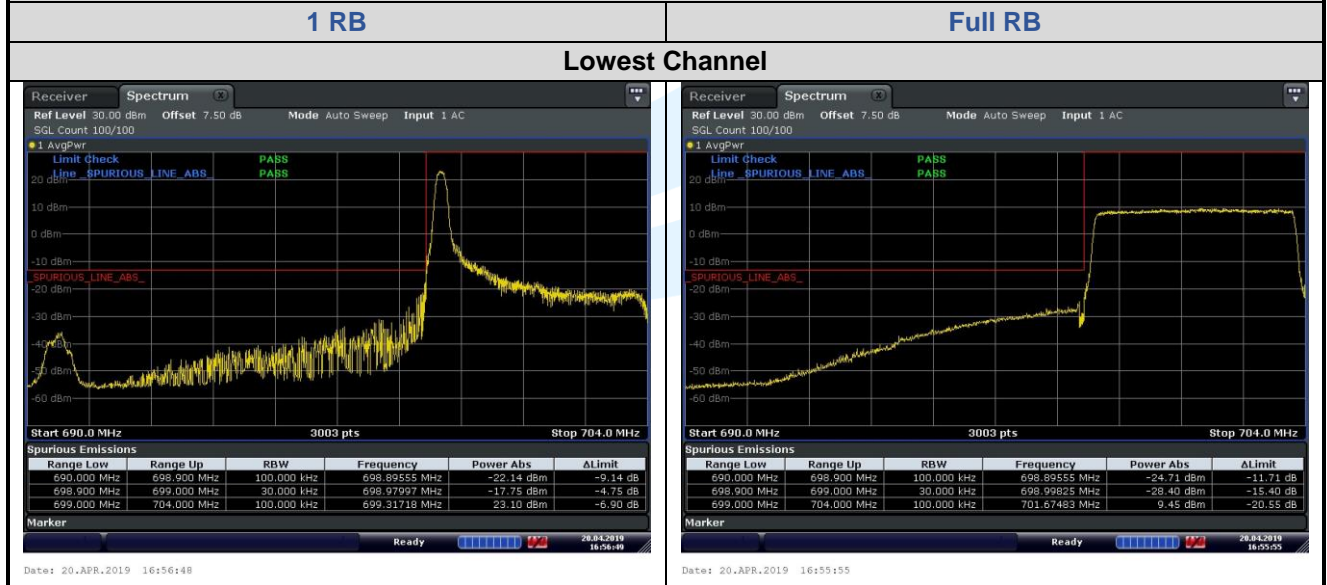 1 RB
Full RB
Lowest Channel
Receiver Spectrum
Ref Level 30.00 dBm Offset 7.50 dB Mode Auto Sweep Input 1 AC
SGL Count 100/100
1 AvgPwr
Limit Check PASS
Line _SPURIOUS_LINE_ABS_ PASS
20 dBm
10 dBm
0 dBm
-10 dBm
_SPURIOUS_LINE_ABS_
-20 dBm
-30 dBm
-40 dBm
-50 dBm
-60 dBm
Start 690.0 MHz 3003 pts Stop 704.0 MHz
Spurious Emissions
Range Low Range Up RBW Frequency Power Abs ΔLimit
690.000 MHz 698.900 MHz 100.000 kHz 698.89555 MHz -22.14 dBm -9.14 dB
698.900 MHz 699.000 MHz 30.000 kHz 698.97997 MHz -17.75 dBm -4.75 dB
699.000 MHz 704.000 MHz 100.000 kHz 699.31718 MHz 23.10 dBm -6.90 dB
Marker
Ready 20.04.2019
16:56:49
Date: 20.APR.2019 16:56:48
Receiver Spectrum
Ref Level 30.00 dBm Offset 7.50 dB Mode Auto Sweep Input 1 AC
SGL Count 100/100
1 AvgPwr
Limit Check PASS
Line _SPURIOUS_LINE_ABS_ PASS
20 dBm
10 dBm
0 dBm
-10 dBm
_SPURIOUS_LINE_ABS_
-20 dBm
-30 dBm
-40 dBm
-50 dBm
-60 dBm
Start 690.0 MHz 3003 pts Stop 704.0 MHz
Spurious Emissions
Range Low Range Up RBW Frequency Power Abs ΔLimit
690.000 MHz 698.900 MHz 100.000 kHz 698.89555 MHz -24.71 dBm -11.71 dB
698.900 MHz 699.000 MHz 30.000 kHz 698.99825 MHz -28.40 dBm -15.40 dB
699.000 MHz 704.000 MHz 100.000 kHz 701.67483 MHz 9.45 dBm -20.55 dB
Marker
Ready 20.04.2019
16:55:55
Date: 20.APR.2019 16:55:55